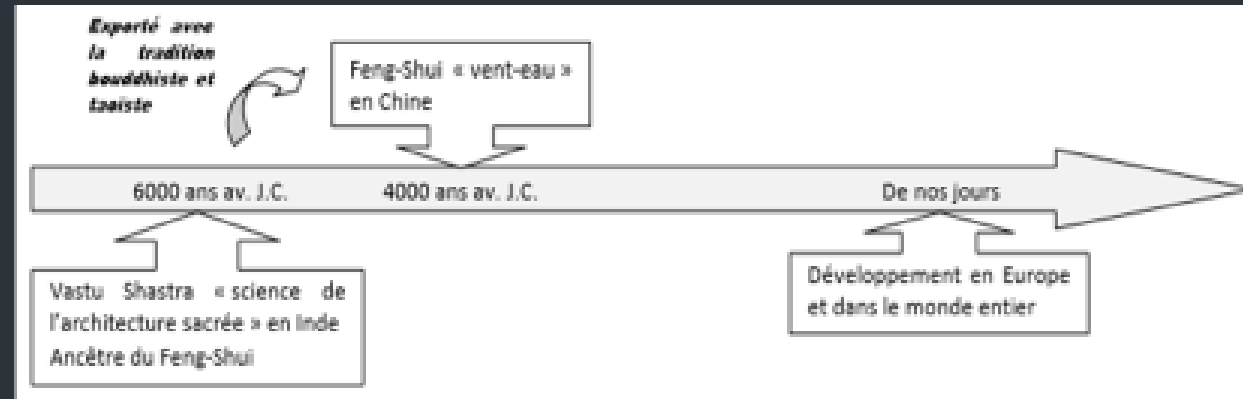 Exporté avec
la tradition
bouddhiste et
taoïste
Feng-Shui « vent-eau »
en Chine
6000 ans av. J.C.
4000 ans av. J.C.
De nos jours
Vastu Shastra « science de
l'architecture sacrée » en Inde
Ancêtre du Feng-Shui
Développement en Europe
et dans le monde entier